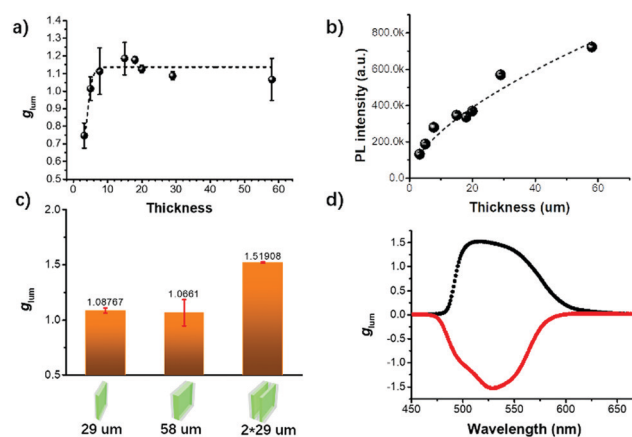 a)
1.4
1.3
1.2
1.1
1.0
0.9
0.8
0.7
0.6
0.5
glum
0 10 20 30 40 50 60
Thickness
b)
800.0k
600.0k
400.0k
200.0k
0.0
PL intensity (a.u.)
0 20 40 60
Thickness (um)
c)
2.0
1.5
1.0
0.5
glum
1.08767
1.0661
1.51908
29 um 58 um 2*29 um
d)
1.5
1.0
0.5
0.0
-0.5
-1.0
-1.5
glum
450 500 550 600 650
Wavelength (nm)